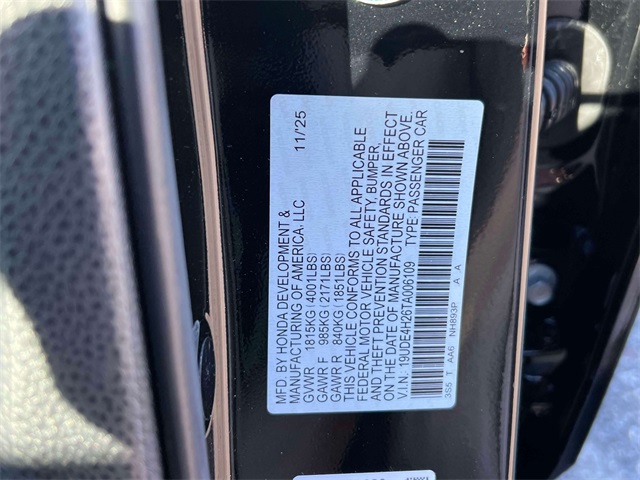 MFD. BY HONDA DEVELOPMENT & 11/'25
MANUFACTURING OF AMERICA, LLC
GVWR 1815KG (4001LBS)
GAWR F 985KG (2171LBS)
GAWR R 840KG (1851LBS)
THIS VEHICLE CONFORMS TO ALL APPLICABLE
FEDERAL MOTOR VEHICLE SAFETY, BUMPER,
AND THEFT PREVENTION STANDARDS IN EFFECT
ON THE DATE OF MANUFACTURE SHOWN ABOVE.
V.I.N. 19UDE4H26TA006109 TYPE: PASSENGER CAR
3S5 T AA6 NH893P A A